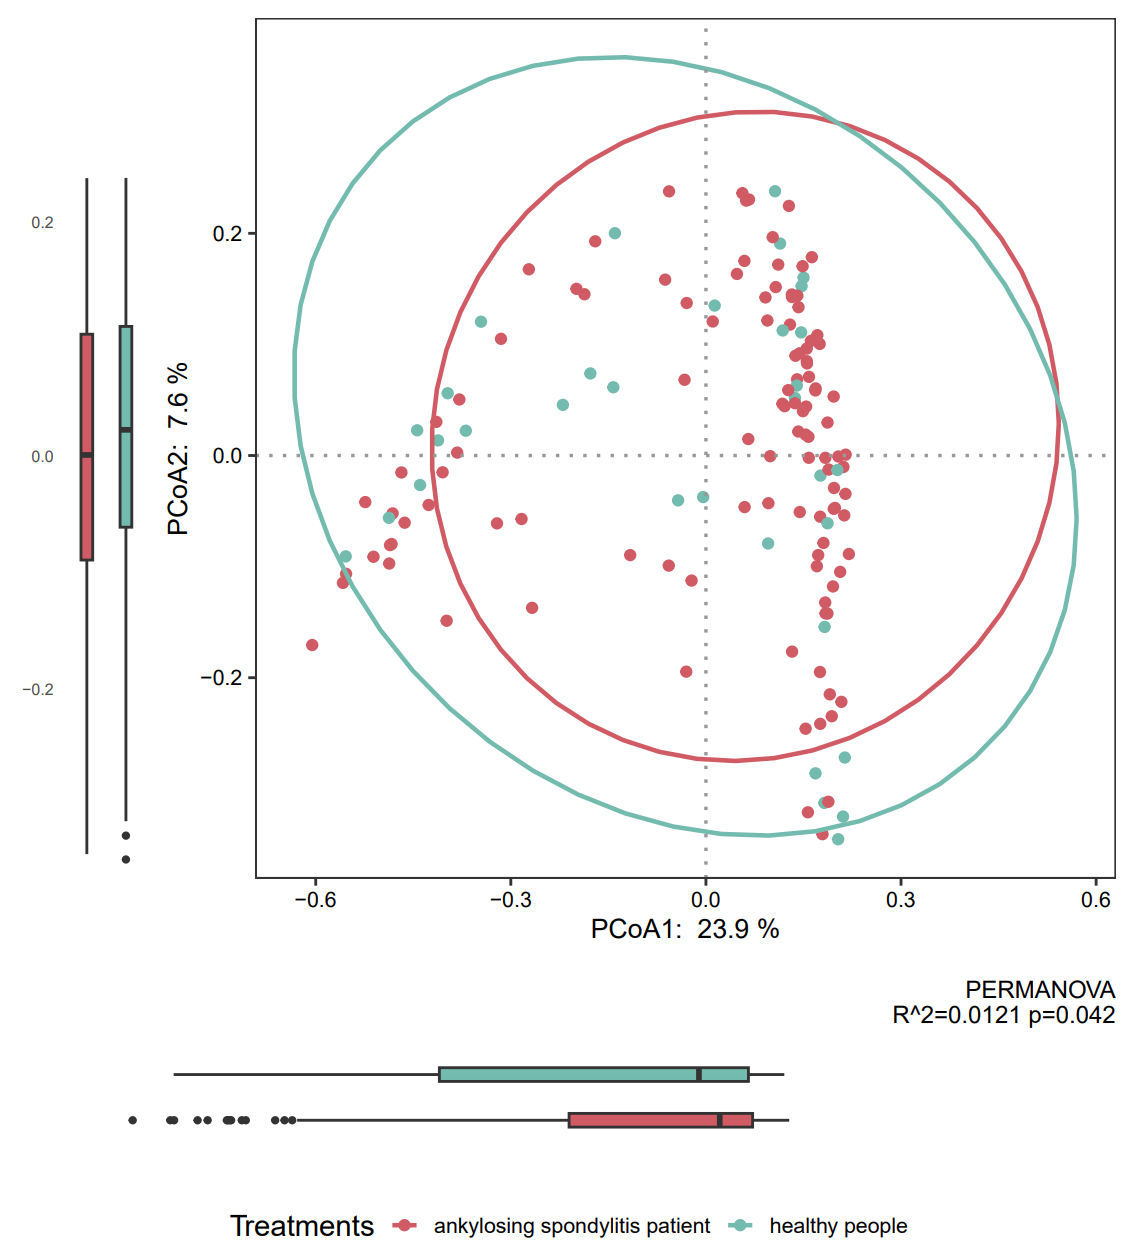 0.2
0.0
−0.2
PCoA2:  7.6 %
0.2
0.0
−0.2
−0.6
−0.3
0.0
0.3
0.6
PCoA1:  23.9 %
PERMANOVA
R^2=0.0121 p=0.042
Treatments ankylosing spondylitis patient healthy people